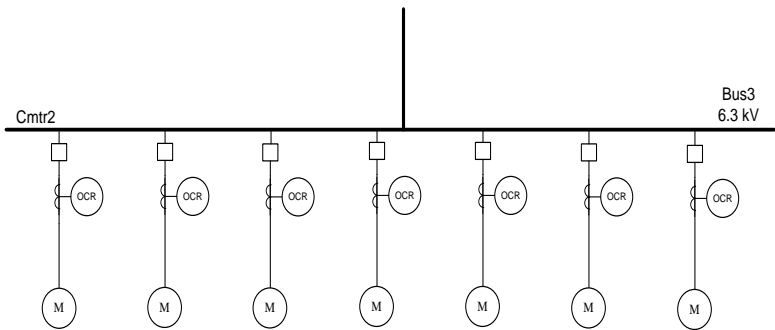 Cmtr2
Bus3
6.3 kV
OCR OCR OCR OCR OCR OCR OCR
M M M M M M M